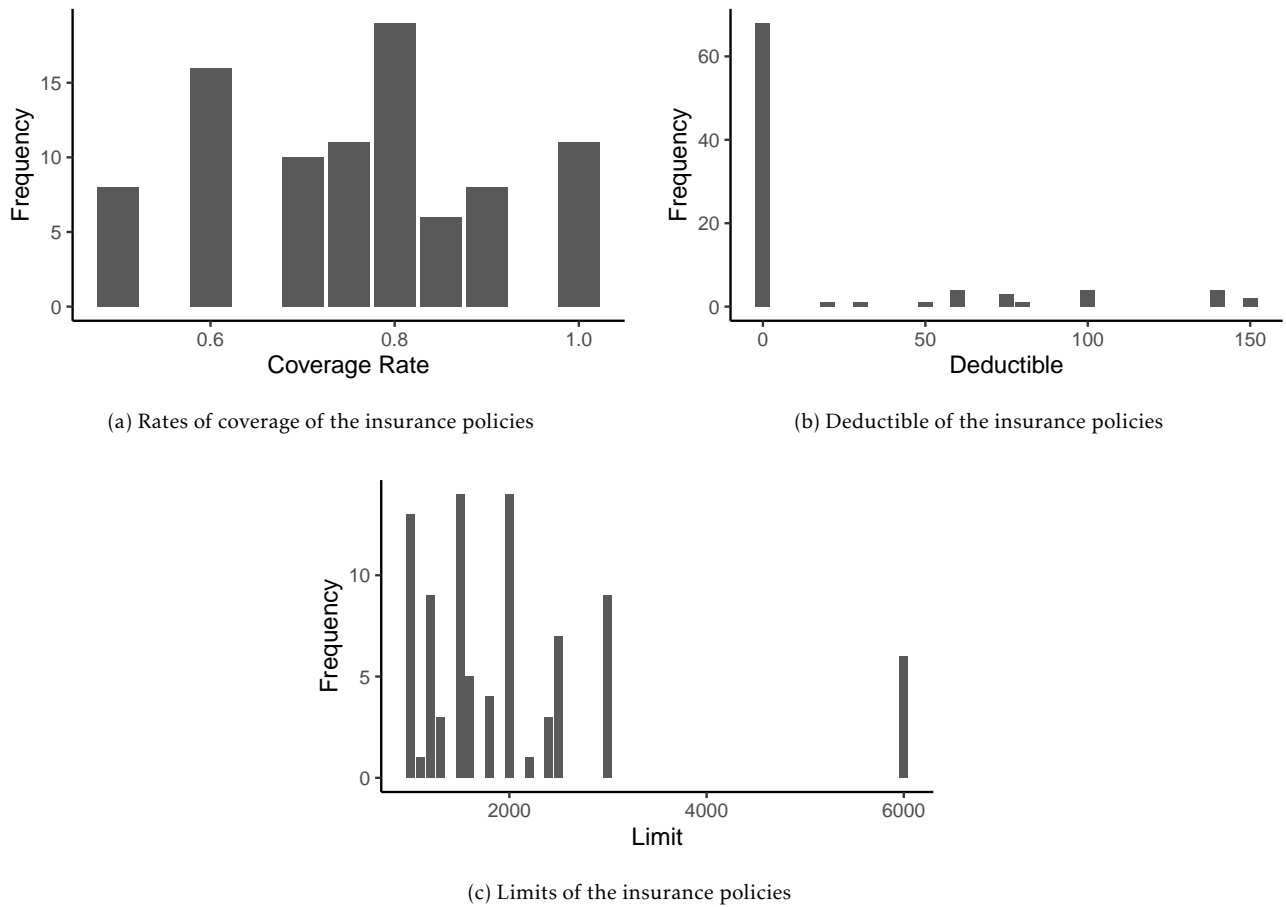 Frequency
15
10
5
0
0.6
0.8
1.0
Coverage Rate
(a) Rates of coverage of the insurance policies
Frequency
60
40
20
0
0
50
100
150
Deductible
(b) Deductible of the insurance policies
Frequency
10
5
0
2000
4000
6000
Limit
(c) Limits of the insurance policies